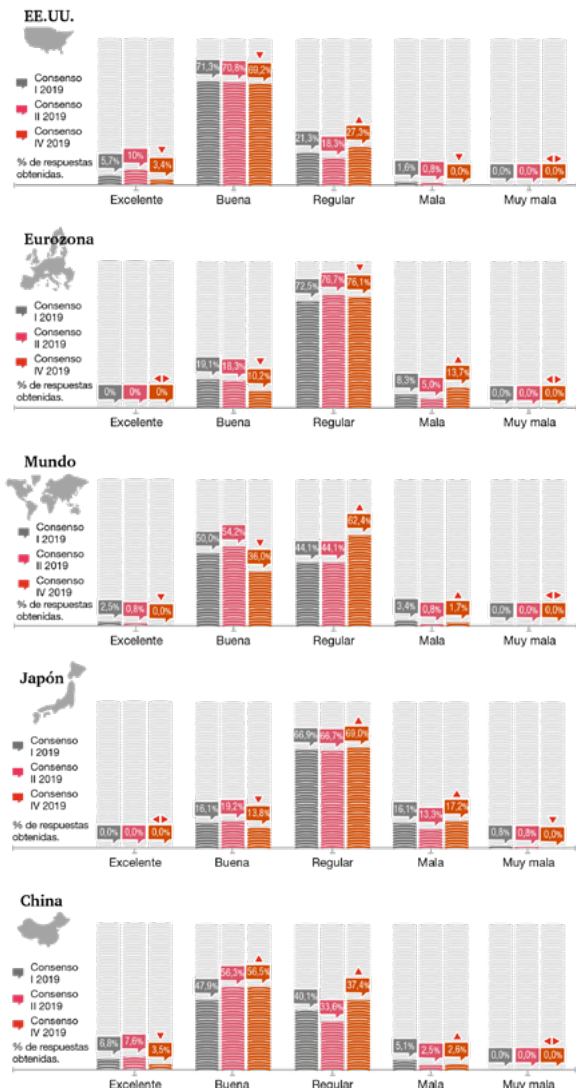 EE.UU.
Consenso
I 2019
Consenso
II 2019
Consenso
IV 2019
% de respuestas
obtenidas.
5,7% 10% 3,4%
71,3% 70,8% 69,2%
21,3% 18,3% 27,3%
1,6% 0,8% 0,0%
0,0% 0,0% 0,0%
Excelente Buena Regular Mala Muy mala
Eurozona
Consenso
I 2019
Consenso
II 2019
Consenso
IV 2019
% de respuestas
obtenidas.
0% 0% 0%
19,1% 18,3% 10,2%
72,5% 76,7% 76,1%
8,3% 5,0% 13,7%
0,0% 0,0% 0,0%
Excelente Buena Regular Mala Muy mala
Mundo
Consenso
I 2019
Consenso
II 2019
Consenso
IV 2019
% de respuestas
obtenidas.
2,5% 0,8% 0,0%
50,0% 54,2% 36,0%
44,1% 44,1% 62,4%
3,4% 0,8% 1,7%
0,0% 0,0% 0,0%
Excelente Buena Regular Mala Muy mala
Japón
Consenso
I 2019
Consenso
II 2019
Consenso
IV 2019
% de respuestas
obtenidas.
0,0% 0,0% 0,0%
16,1% 19,2% 13,8%
66,9% 66,7% 69,0%
16,1% 13,3% 17,2%
0,8% 0,8% 0,0%
Excelente Buena Regular Mala Muy mala
China
Consenso
I 2019
Consenso
II 2019
Consenso
IV 2019
% de respuestas
obtenidas.
6,8% 7,6% 3,5%
47,9% 56,3% 56,5%
40,1% 33,6% 37,4%
5,1% 2,5% 2,6%
0,0% 0,0% 0,0%
Excelente Buena Regular Mala Muy mala